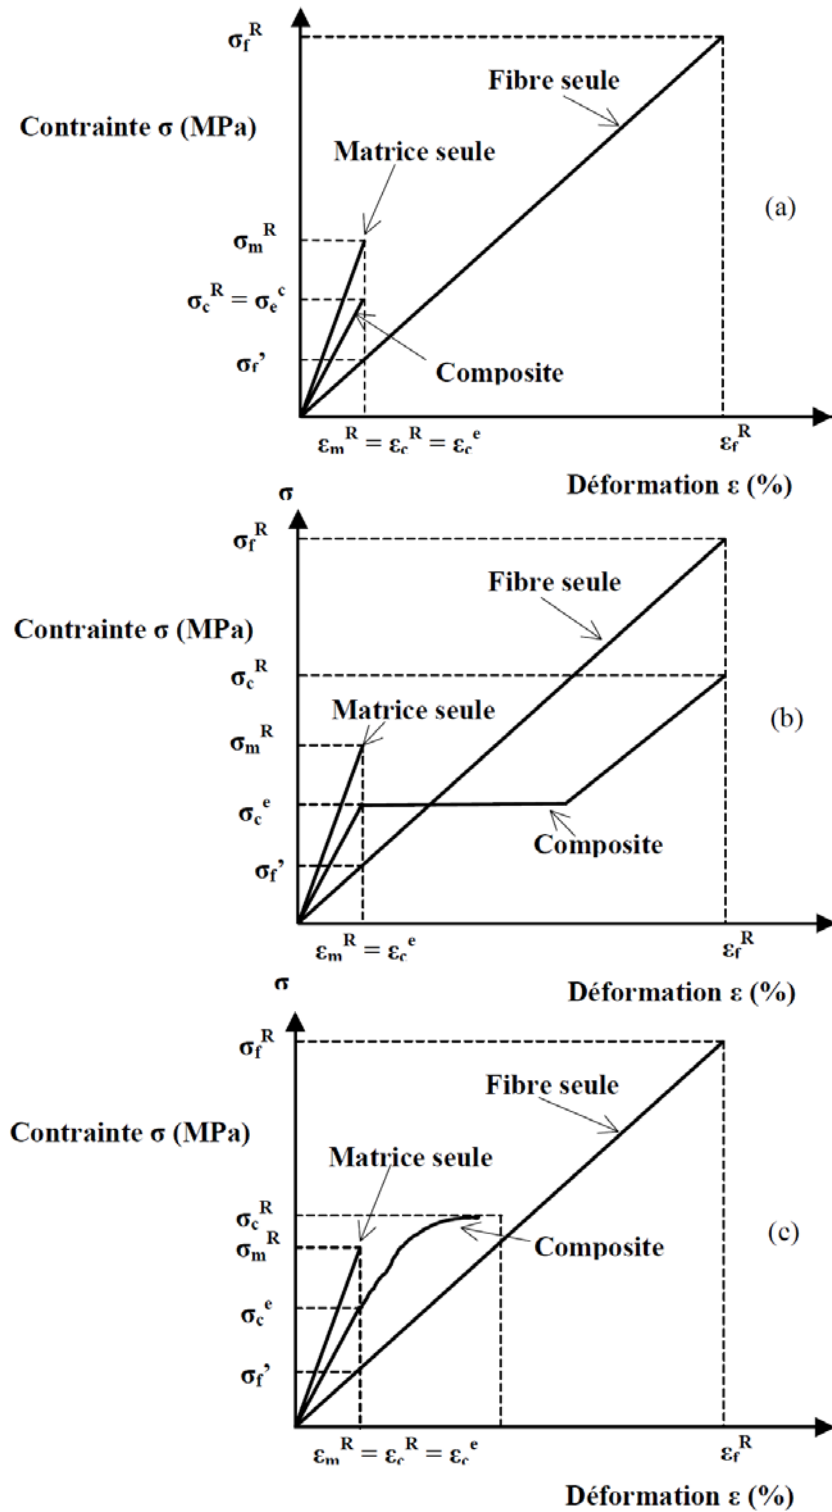 σf^R
Fibre seule
Contrainte σ (MPa)
Matrice seule
(a)
σm^R
σc^R = σe^c
Composite
σf’
εm^R = εc^R = εc^e
εf^R
Déformation ε (%)
σ
σf^R
Fibre seule
Contrainte σ (MPa)
σc^R
Matrice seule
(b)
σm^R
σc^e
Composite
σf’
εm^R = εc^e
εf^R
Déformation ε (%)
σ
σf^R
Fibre seule
Contrainte σ (MPa)
Matrice seule
σc^R
(c)
σm^R
Composite
σc^e
σf’
εm^R = εc^R = εc^e
εf^R
Déformation ε (%)